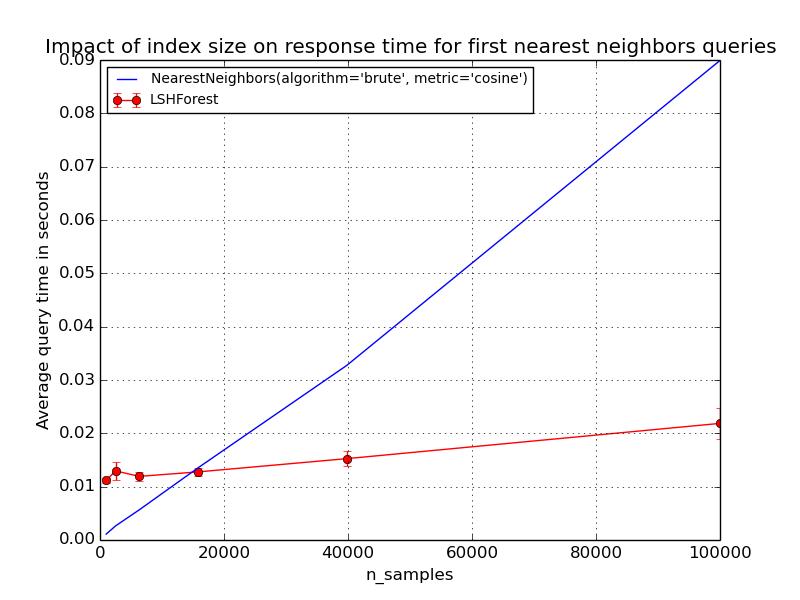 Impact of index size on response time for first nearest neighbors queries
NearestNeighbors(algorithm='brute', metric='cosine')
LSHForest
0.09
0.08
0.07
0.06
0.05
0.04
0.03
0.02
0.01
0.00
Average query time in seconds
0 20000 40000 60000 80000 100000
n_samples